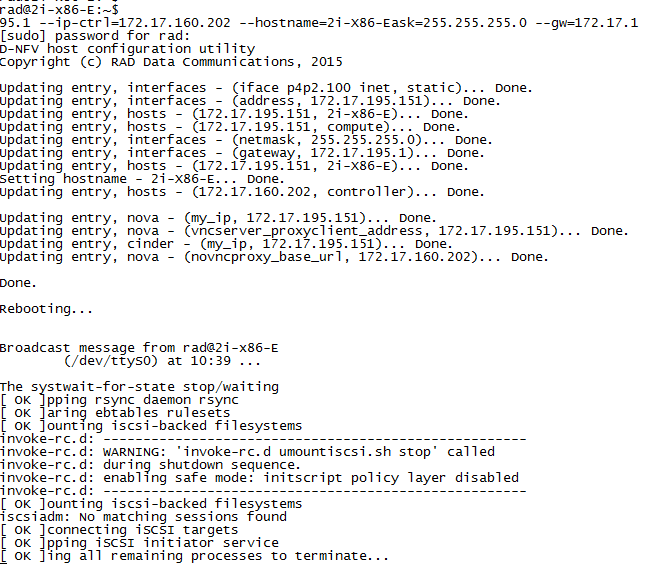 rad@2i-x86-E:~$
95.1 --ip-ctrl=172.17.160.202 --hostname=2i-X86-Eask=255.255.255.0 --gw=172.17.1
[sudo] password for rad:
D-NFV host configuration utility
Copyright (c) RAD Data Communications, 2015
Updating entry, interfaces - (iface p4p2.100 inet, static)... Done.
Updating entry, interfaces - (address, 172.17.195.151)... Done.
Updating entry, hosts - (172.17.195.151, 2i-x86-E)... Done.
Updating entry, hosts - (172.17.195.151, compute)... Done.
Updating entry, interfaces - (netmask, 255.255.255.0)... Done.
Updating entry, interfaces - (gateway, 172.17.195.1)... Done.
Updating entry, hosts - (172.17.195.151, 2i-X86-E)... Done.
Setting hostname - 2i-X86-E... Done.
Updating entry, hosts - (172.17.160.202, controller)... Done.
Updating entry, nova - (my_ip, 172.17.195.151)... Done.
Updating entry, nova - (vncserver_proxyclient_address, 172.17.195.151)... Done.
Updating entry, cinder - (my_ip, 172.17.195.151)... Done.
Updating entry, nova - (novncproxy_base_url, 172.17.160.202)... Done.
Done.
Rebooting...
Broadcast message from rad@2i-x86-E
(/dev/ttyS0) at 10:39 ...
The systwait-for-state stop/waiting
[ OK ]pping rsync daemon rsync
[ OK ]aring ebtables rulesets
[ OK ]ounting iscsi-backed filesystems
invoke-rc.d: -----------------------------------------------------
invoke-rc.d: WARNING: 'invoke-rc.d umountiscsi.sh stop' called
invoke-rc.d: during shutdown sequence.
invoke-rc.d: enabling safe mode: initscript policy layer disabled
invoke-rc.d: -----------------------------------------------------
[ OK ]ounting iscsi-backed filesystems
iscsiadm: No matching sessions found
[ OK ]connecting iSCSI targets
[ OK ]pping iSCSI initiator service
[ OK ]ing all remaining processes to terminate...